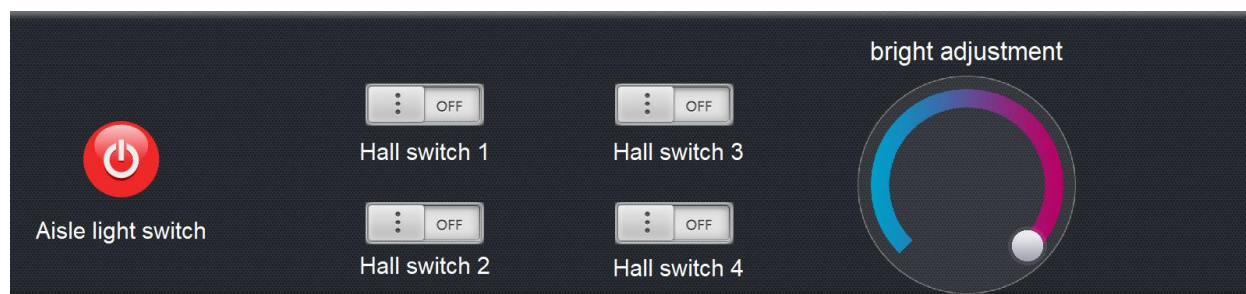 bright adjustment
OFF
OFF
Hall switch 1
Hall switch 3
Aisle light switch
OFF
OFF
Hall switch 2
Hall switch 4